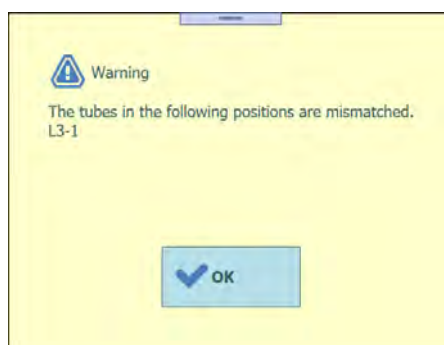 Warning
The tubes in the following positions are mismatched.
L3-1
OK